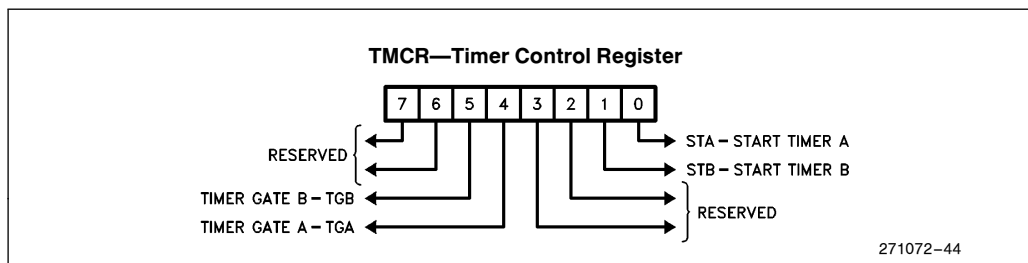 TMCR—Timer Control Register
7 6 5 4 3 2 1 0
RESERVED
TIMER GATE B – TGB
TIMER GATE A – TGA
STA – START TIMER A
STB – START TIMER B
RESERVED
271072–44